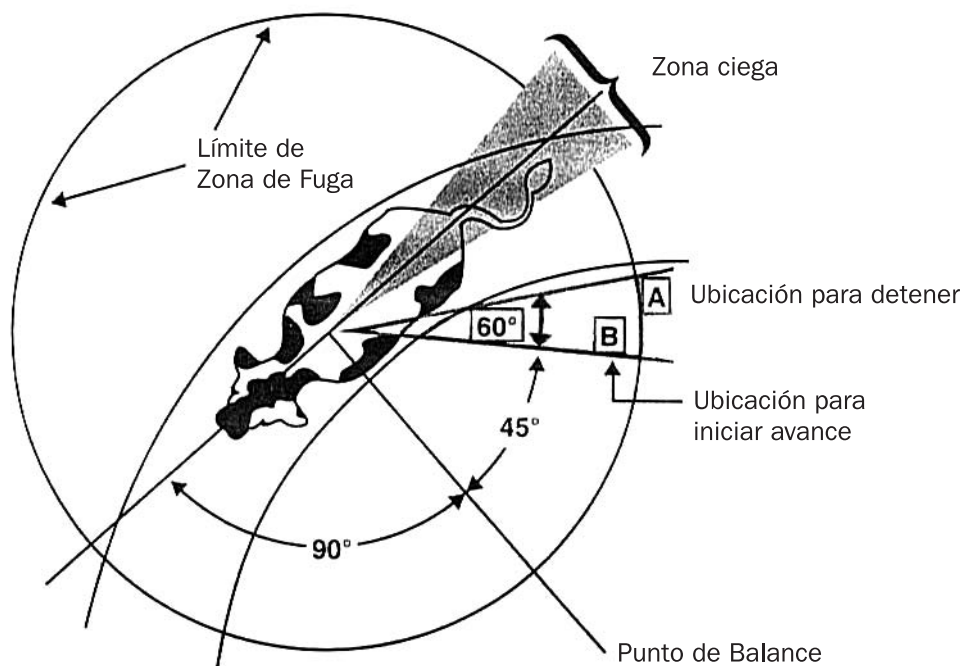 Zona ciega
Límite de
Zona de Fuga
A
Ubicación para detener
60°
B
Ubicación para
iniciar avance
45°
90°
Punto de Balance